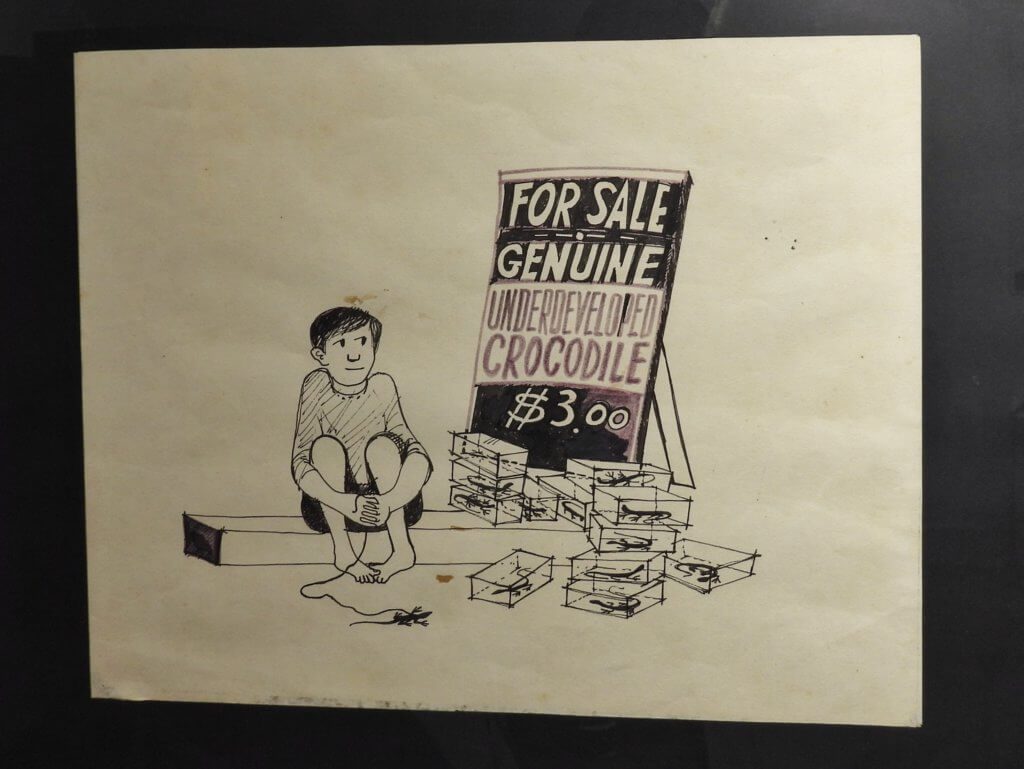 FOR SALE
GENUINE
UNDERDEVELOPED
CROCODILE
$3.00